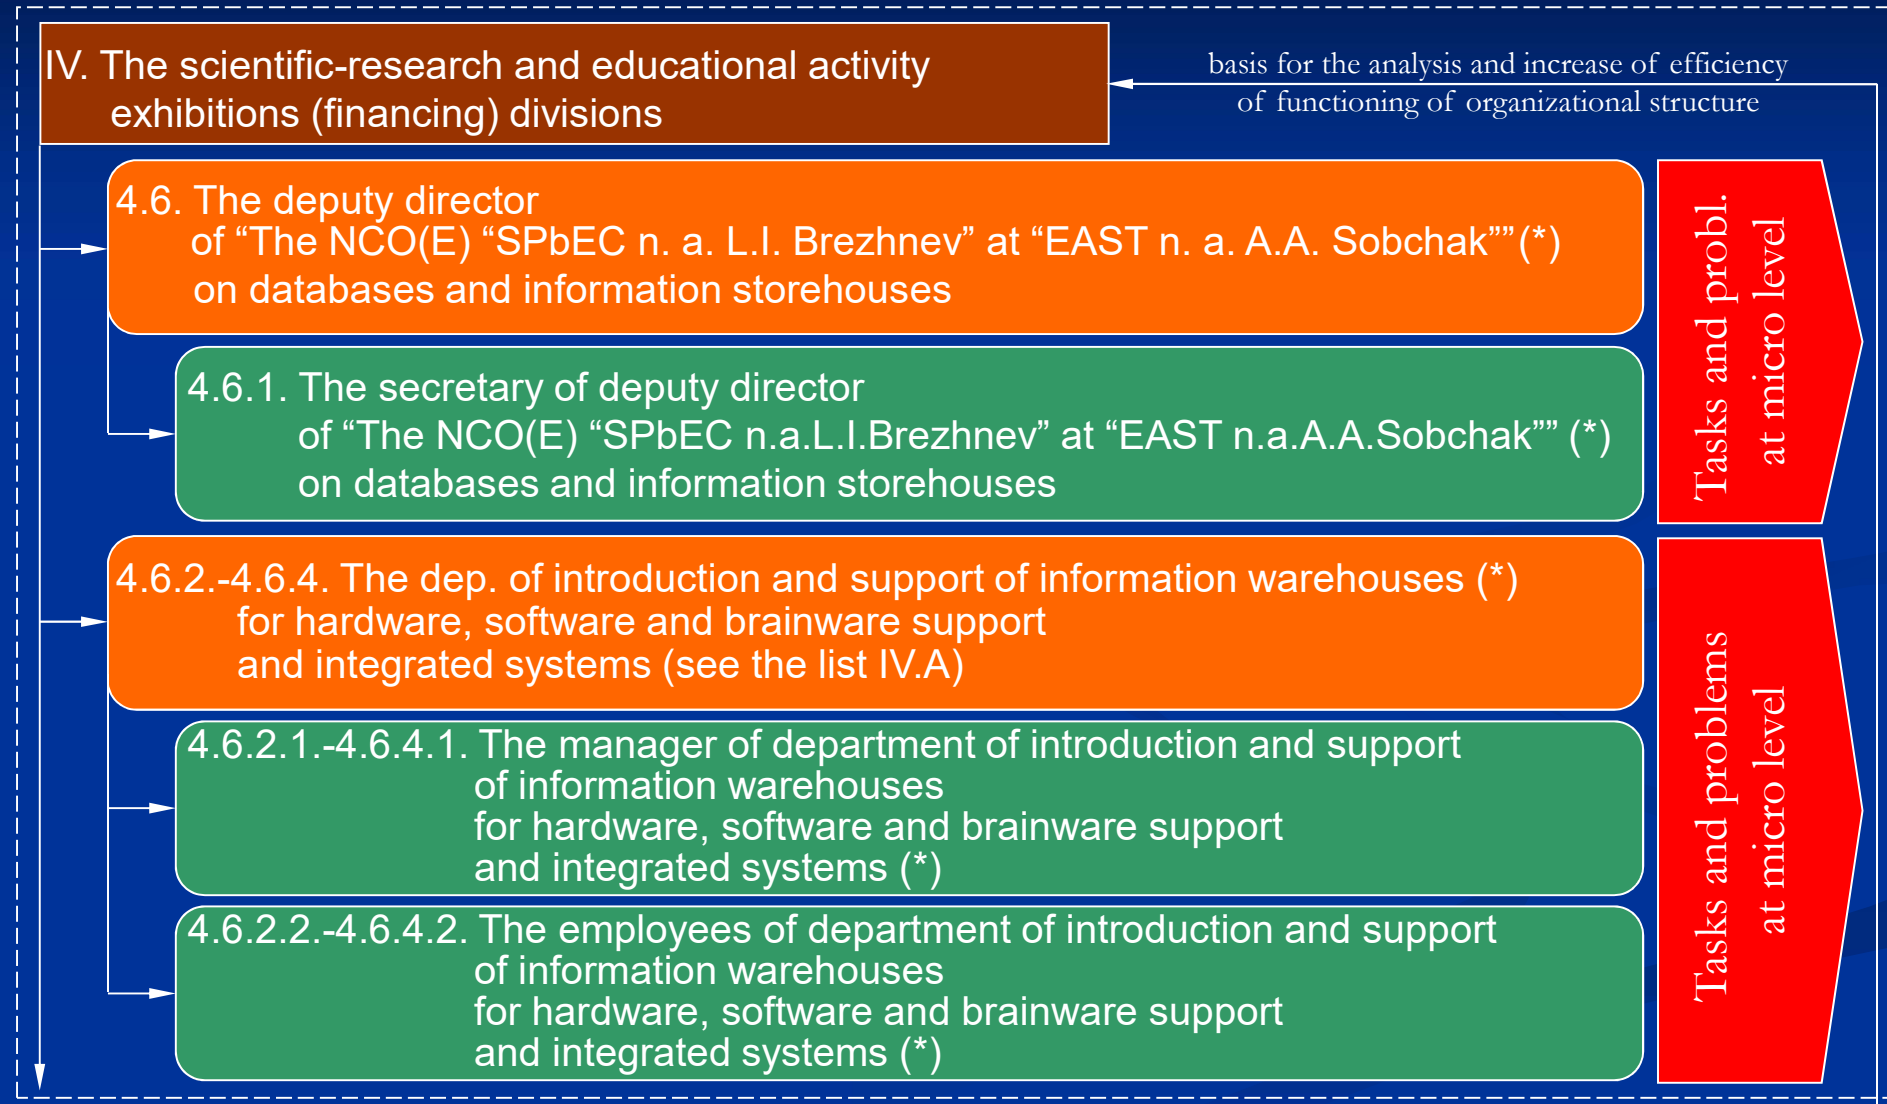 IV. The scientific-research and educational activity
exhibitions (financing) divisions
basis for the analysis and increase of efficiency
of functioning of organizational structure
4.6. The deputy director
of “The NCO(E) “SPbEC n. a. L.I. Brezhnev” at “EAST n. a. A.A. Sobchak”” (*)
on databases and information storehouses
Tasks and probl.
at micro level
4.6.1. The secretary of deputy director
of “The NCO(E) “SPbEC n.a.L.I.Brezhnev” at “EAST n.a.A.A.Sobchak”” (*)
on databases and information storehouses
4.6.2.-4.6.4. The dep. of introduction and support of information warehouses (*)
for hardware, software and brainware support
and integrated systems (see the list IV.A)
Tasks and problems
at micro level
4.6.2.1.-4.6.4.1. The manager of department of introduction and support
of information warehouses
for hardware, software and brainware support
and integrated systems (*)
4.6.2.2.-4.6.4.2. The employees of department of introduction and support
of information warehouses
for hardware, software and brainware support
and integrated systems (*)